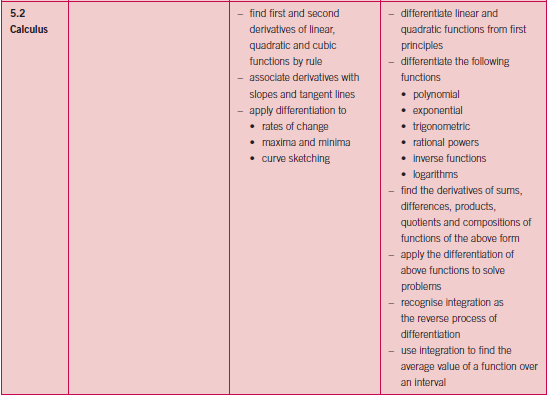 5.2
Calculus
– find first and second
derivatives of linear,
quadratic and cubic
functions by rule
– associate derivatives with
slopes and tangent lines
– apply differentiation to
• rates of change
• maxima and minima
• curve sketching
– differentiate linear and
quadratic functions from first
principles
– differentiate the following
functions
• polynomial
• exponential
• trigonometric
• rational powers
• inverse functions
• logarithms
– find the derivatives of sums,
differences, products,
quotients and compositions of
functions of the above form
– apply the differentiation of
above functions to solve
problems
– recognise integration as
the reverse process of
differentiation
– use integration to find the
average value of a function over
an interval